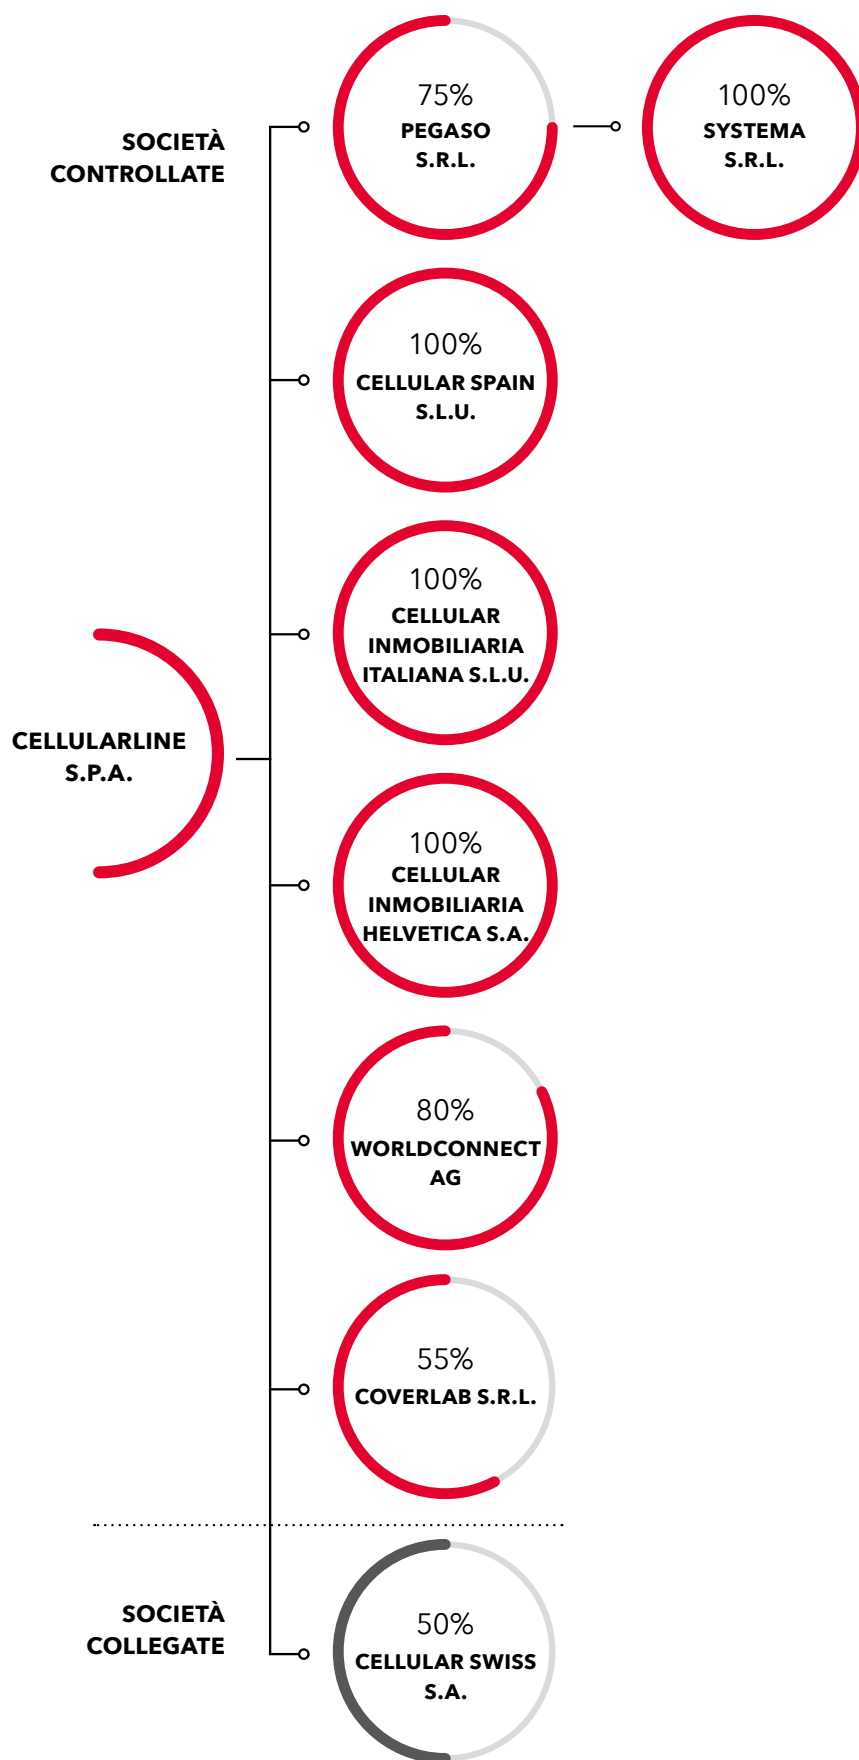 SOCIETÀ
CONTROLLATE
75%
PEGASO
S.R.L.
100%
SYSTEMA
S.R.L.
100%
CELLULAR SPAIN
S.L.U.
100%
CELLULAR
INMOBILIARIA
ITALIANA S.L.U.
CELLULARLINE
S.P.A.
100%
CELLULAR
INMOBILIARIA
HELVETICA S.A.
80%
WORLDCONNECT
AG
55%
COVERLAB S.R.L.
SOCIETÀ
COLLEGATE
50%
CELLULAR SWISS
S.A.